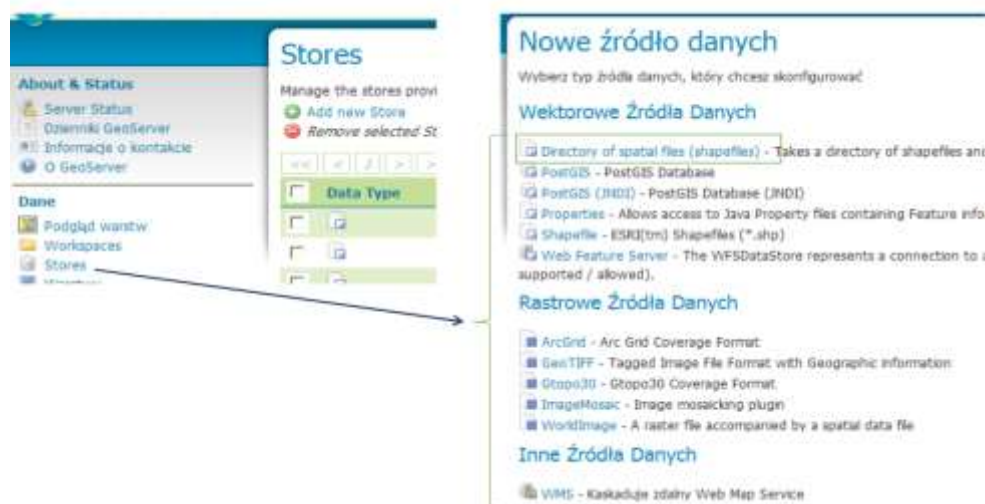 About & Status
Server Status
Dzienniki GeoServer
Informacje o kontakcie
O GeoServer
Dane
Podgląd warstw
Workspaces
Stores
Stores
Manage the stores provi
Add new Store
Remove selected St
<< < 1 > >
Data Type
Nowe źródło danych
Wybierz typ źródła danych, który chcesz skonfigurować
Wektorowe Źródła Danych
Directory of spatial files (shapefiles) - Takes a directory of shapefiles and
PostGIS - PostGIS Database
PostGIS (JNDI) - PostGIS Database (JNDI)
Properties - Allows access to Java Property files containing Feature info
Shapefile - ESRI(tm) Shapefiles (*.shp)
Web Feature Server - The WFSDataStore represents a connection to a
supported / allowed).
Rastrowe Źródła Danych
ArcGrid - Arc Grid Coverage Format
GeoTIFF - Tagged Image File Format with Geographic information
Gtopo30 - Gtopo30 Coverage Format
ImageMosaic - Image mosaicking plugin
WorldImage - A raster file accompanied by a spatial data file
Inne Źródła Danych
WMS - Kaskaduje zdalny Web Map Service